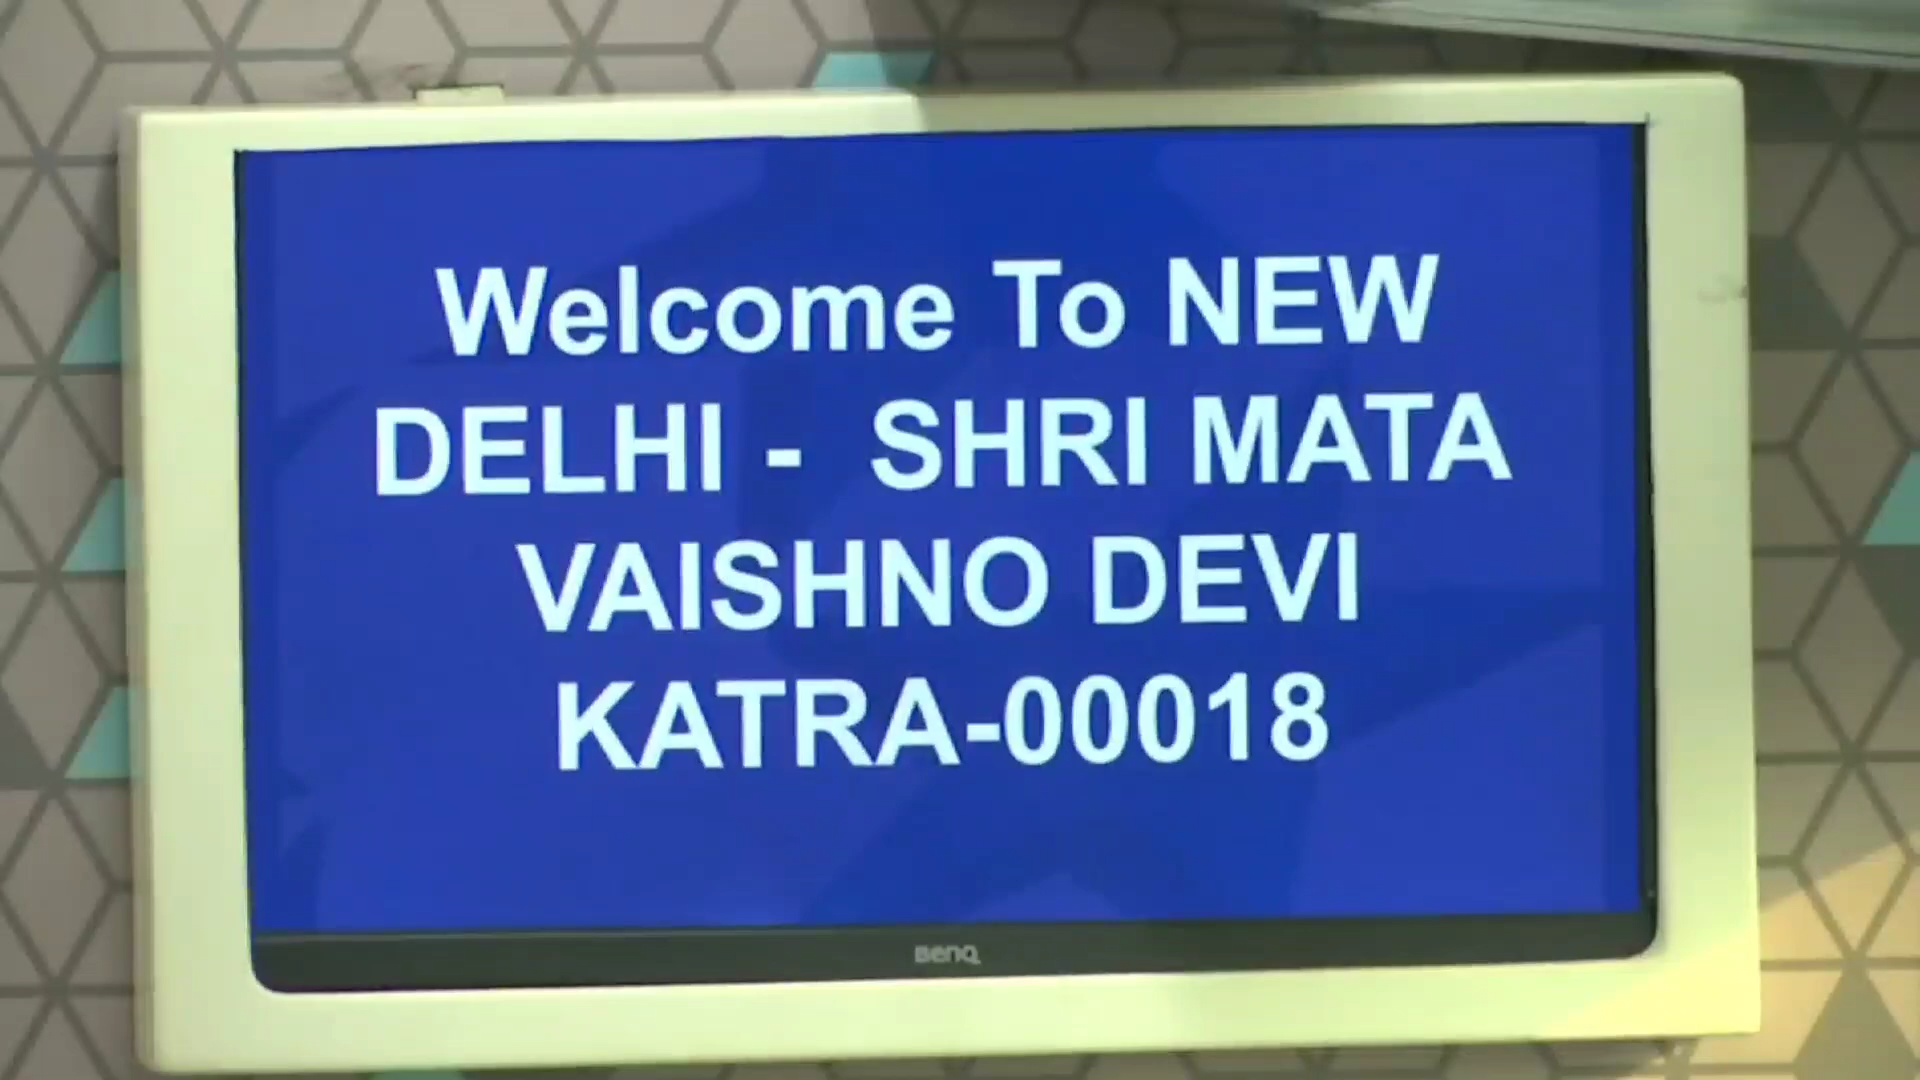 Welcome To NEW
DELHI - SHRI MATA
VAISHNO DEVI
KATRA-00018
BenQ